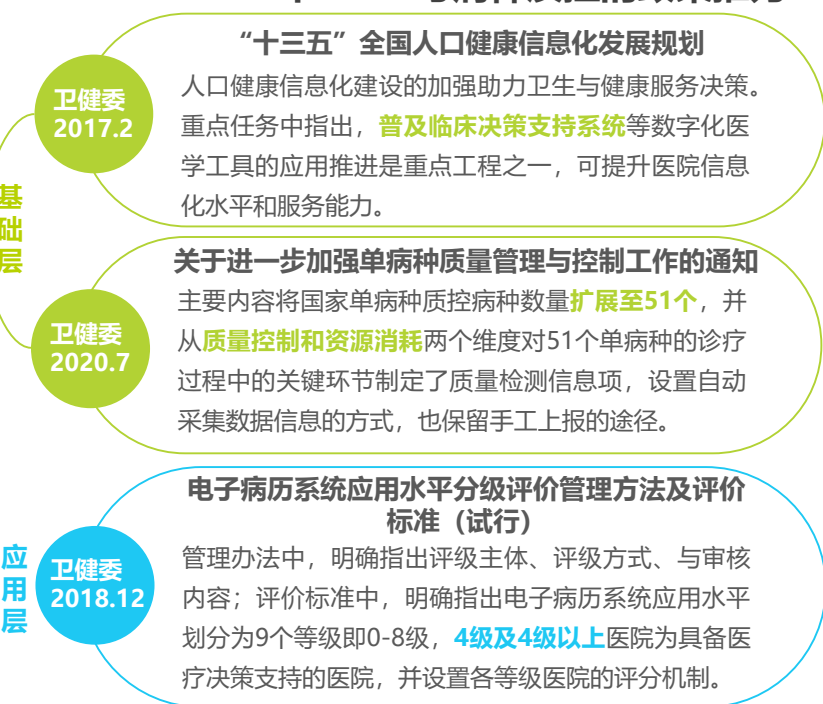 “十三五”全国人口健康信息化发展规划
卫健委
2017.2
人口健康信息化建设的加强助力卫生与健康服务决策。
重点任务中指出，普及临床决策支持系统等数字化医
学工具的应用推进是重点工程之一，可提升医院信息
化水平和服务能力。
基
础
层
关于进一步加强单病种质量管理与控制工作的通知
卫健委
2020.7
主要内容将国家单病种质控病种数量扩展至51个，并
从质量控制和资源消耗两个维度对51个单病种的诊疗
过程中的关键环节制定了质量检测信息项，设置自动
采集数据信息的方式，也保留手工上报的途径。
电子病历系统应用水平分级评价管理方法及评价
标准（试行）
应
用
层
卫健委
2018.12
管理办法中，明确指出评级主体、评级方式、与审核
内容；评价标准中，明确指出电子病历系统应用水平
划分为9个等级即0-8级，4级及4级以上医院为具备医
疗决策支持的医院，并设置各等级医院的评分机制。